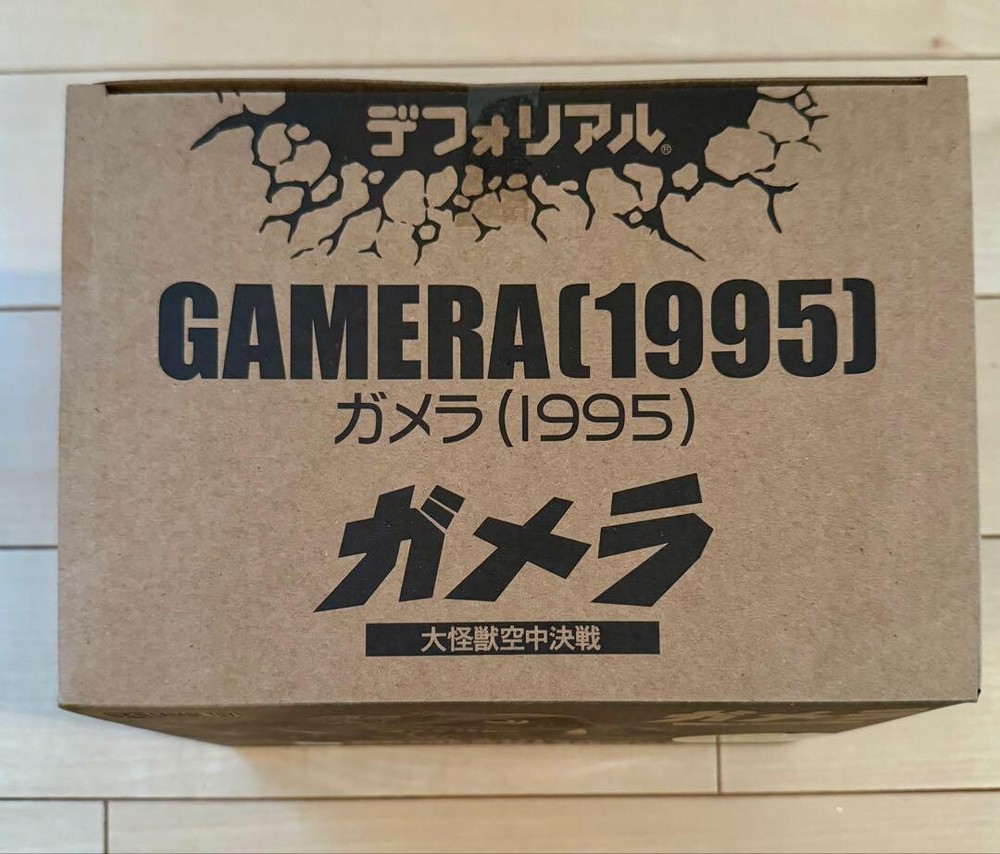 デフォリアル®
GAMERA(1995)
ガメラ(1995)
ガメラ
大怪獣空中決戦